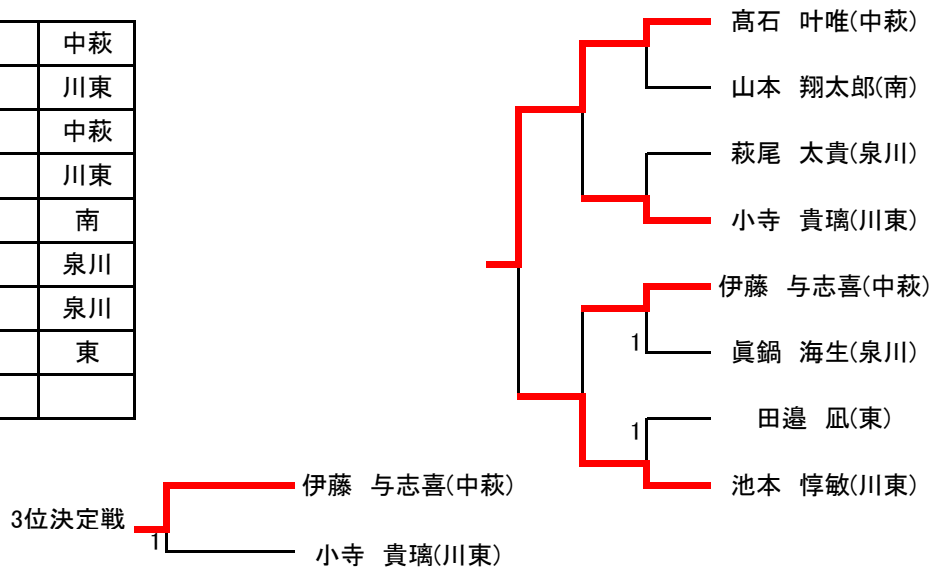 中萩
川東
中萩
川東
南
泉川
泉川
東
髙石 叶唯(中萩)
山本 翔太郎(南)
萩尾 太貴(泉川)
小寺 貴璃(川東)
伊藤 与志喜(中萩)
1
眞鍋 海生(泉川)
田邉 凪(東)
1
池本 惇敏(川東)
伊藤 与志喜(中萩)
3位決定戦
1
小寺 貴璃(川東)